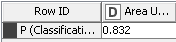 Row ID D Area U...
P (Classificati... 0.832